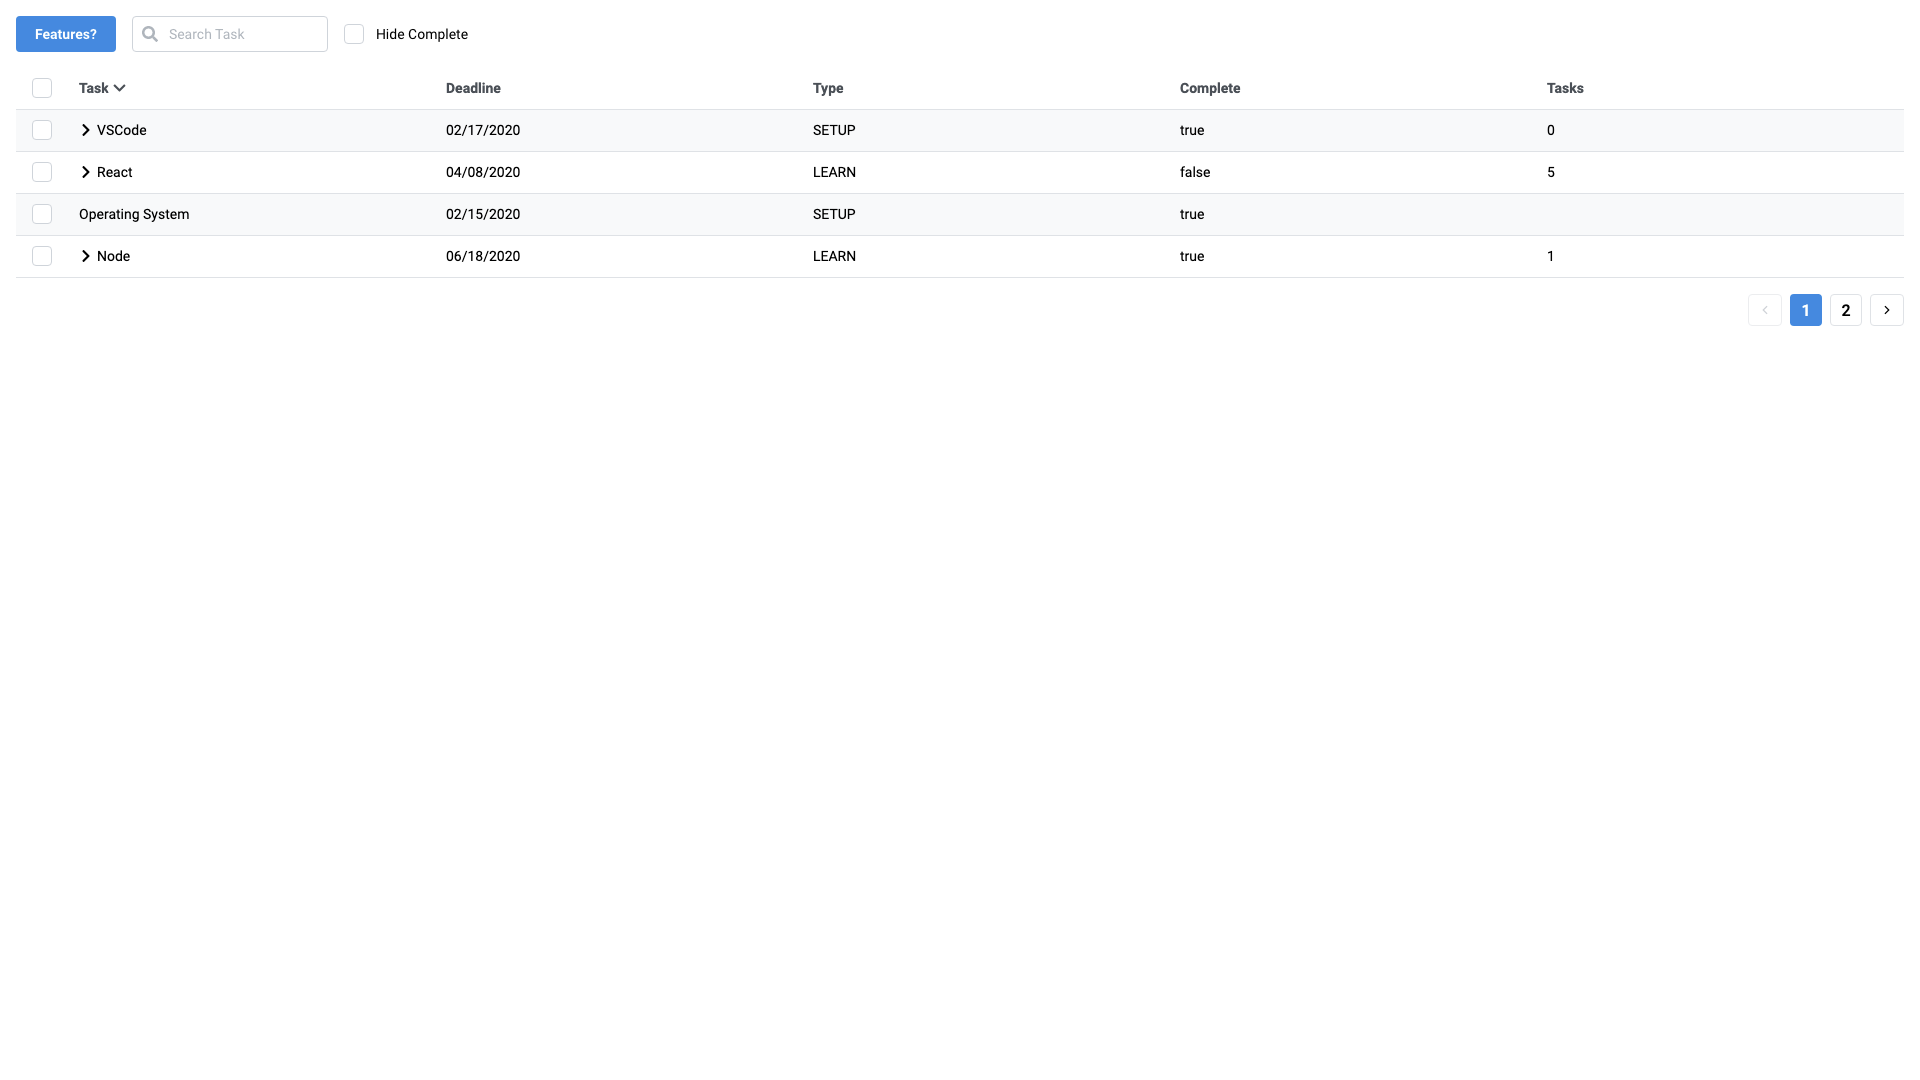 Features?
Search Task
Hide Complete
Task Deadline Type Complete Tasks
VSCode 02/17/2020 SETUP true 0
React 04/08/2020 LEARN false 5
Operating System 02/15/2020 SETUP true
Node 06/18/2020 LEARN true 1
1 2